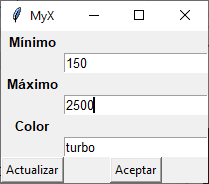 MyX
Mínimo
150
Máximo
2500
Color
turbo
Actualizar Aceptar